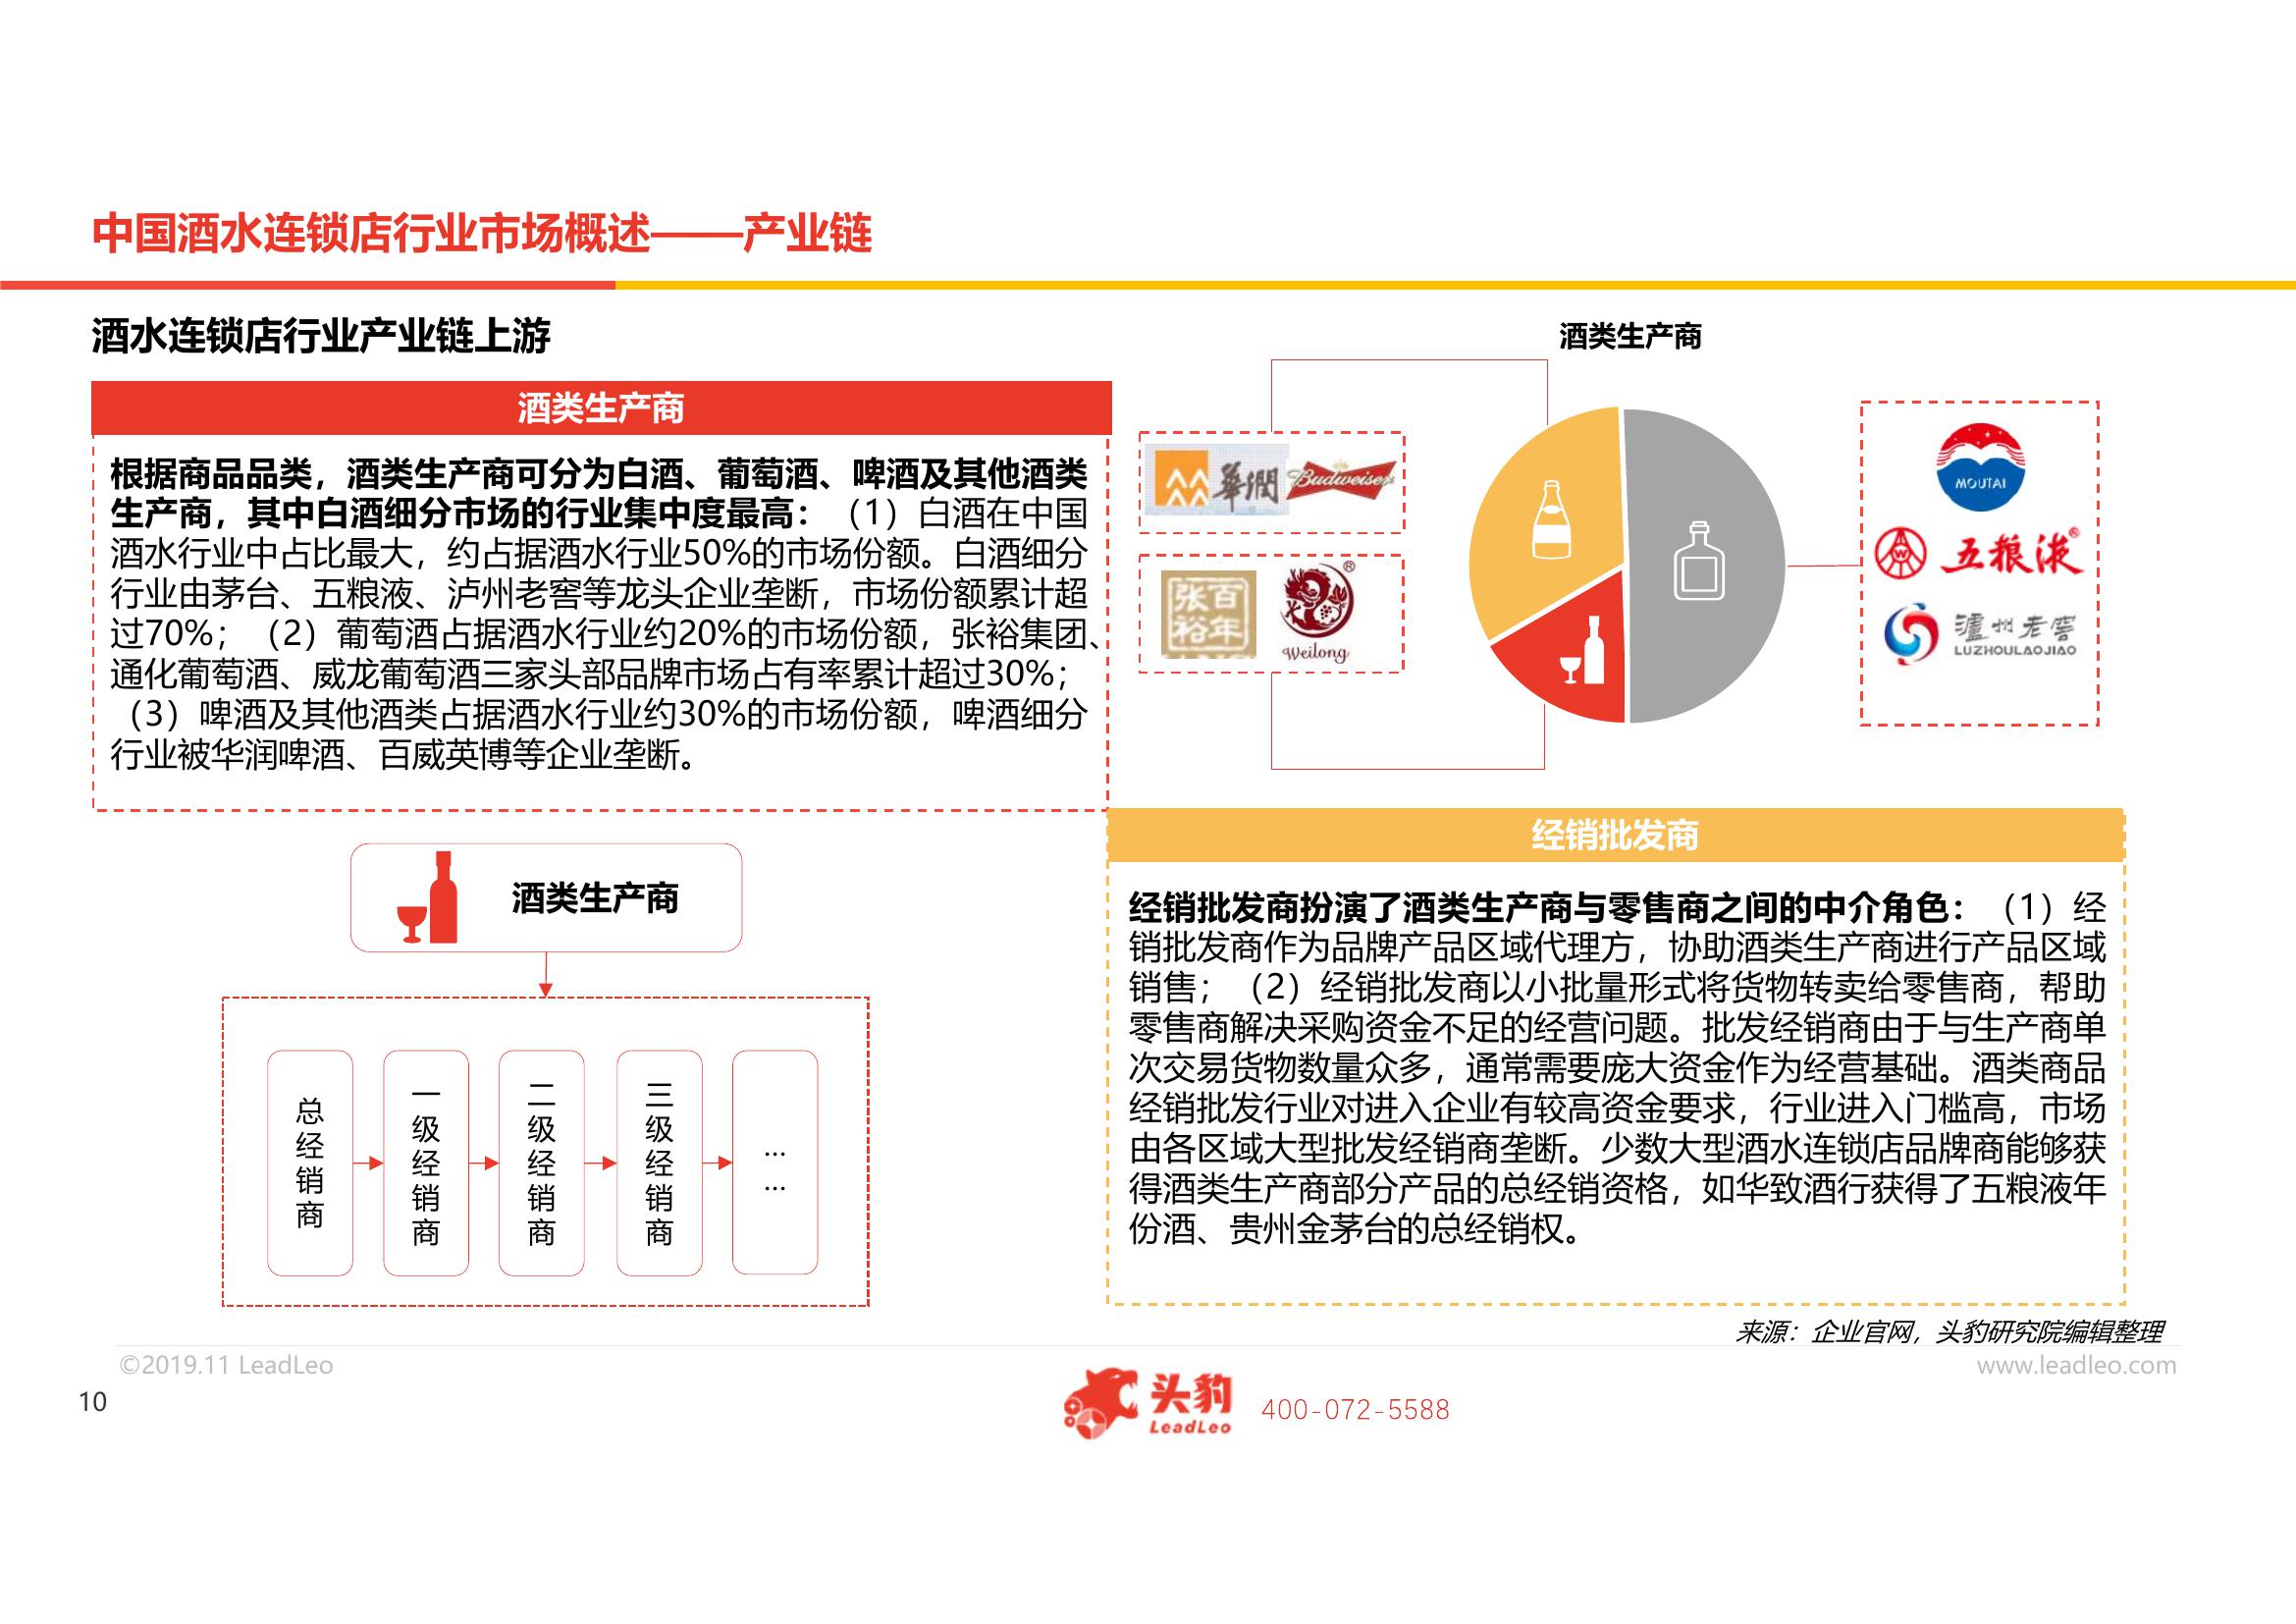 中国酒水连锁店行业市场概述——产业链
酒水连锁店行业产业链上游
酒类生产商
根据商品品类，酒类生产商可分为白酒、葡萄酒、啤酒及其他酒类
生产商，其中白酒细分市场的行业集中度最高：（1）白酒在中国
酒水行业中占比最大，约占据酒水行业50%的市场份额。白酒细分
行业由茅台、五粮液、泸州老窖等龙头企业垄断，市场份额累计超
过70%；（2）葡萄酒占据酒水行业约20%的市场份额，张裕集团、
通化葡萄酒、威龙葡萄酒三家头部品牌市场占有率累计超过30%；
（3）啤酒及其他酒类占据酒水行业约30%的市场份额，啤酒细分
行业被华润啤酒、百威英博等企业垄断。
酒类生产商
華潤
Budweiser
张裕
百年
®
Weilong
MOUTAI
五粮液®
W
泸州老窖
LUZHOULAOJIAO
酒类生产商
总经销商
一级经销商
二级经销商
三级经销商
...
...
经销批发商
经销批发商扮演了酒类生产商与零售商之间的中介角色：（1）经
销批发商作为品牌产品区域代理方，协助酒类生产商进行产品区域
销售；（2）经销批发商以小批量形式将货物转卖给零售商，帮助
零售商解决采购资金不足的经营问题。批发经销商由于与生产商单
次交易货物数量众多，通常需要庞大资金作为经营基础。酒类商品
经销批发行业对进入企业有较高资金要求，行业进入门槛高，市场
由各区域大型批发经销商垄断。少数大型酒水连锁店品牌商能够获
得酒类生产商部分产品的总经销资格，如华致酒行获得了五粮液年
份酒、贵州金茅台的总经销权。
来源：企业官网，头豹研究院编辑整理
©2019.11 LeadLeo
www.leadleo.com
10
头豹
LeadLeo
400-072-5588